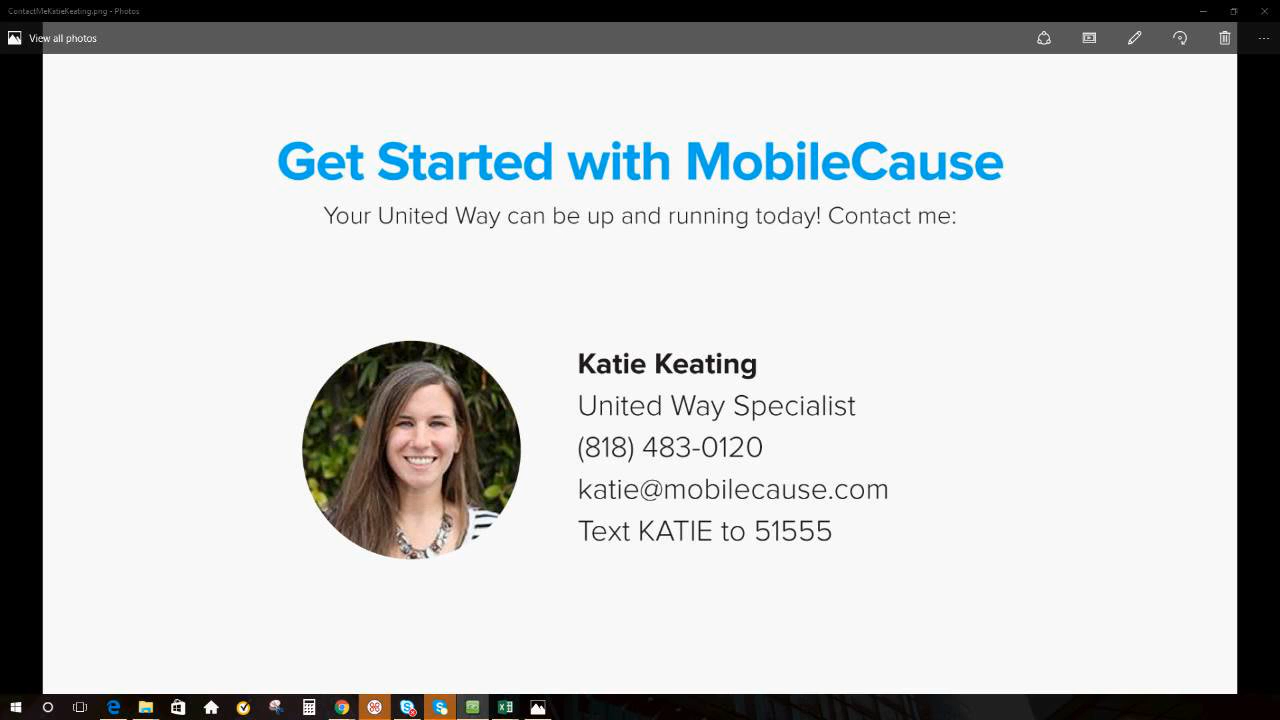 ContactMeKatieKeating.png - Photos
View all photos
Get Started with MobileCause
Your United Way can be up and running today! Contact me:
Katie Keating
United Way Specialist
(818) 483-0120
katie@mobilecause.com
Text KATIE to 51555